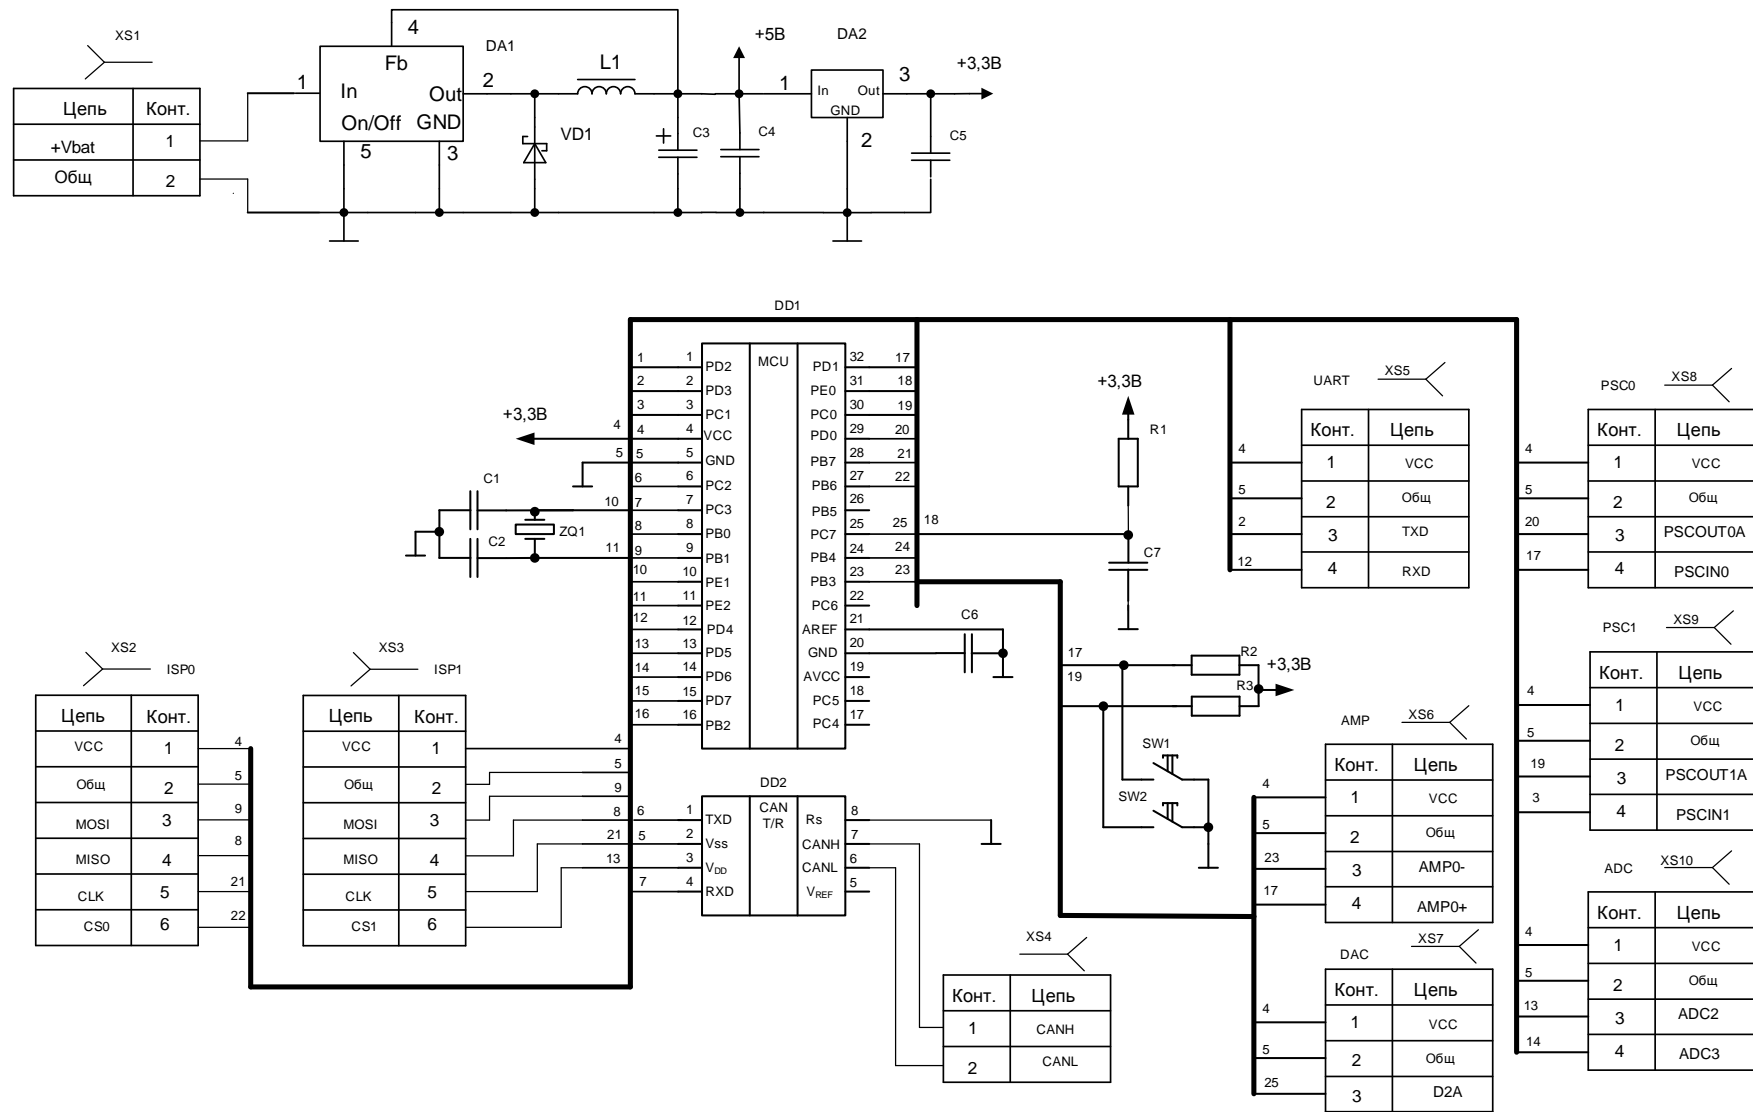 XS1
Цепь Конт.
+Vbat 1
Общ 2
1
4
Fb
In Out
On/Off GND
5 3
DA1
2
L1
VD1
+5В
C3
C4
DA2
1
In Out
GND
2
3
+3,3В
C5
DD1
MCU
1 1 PD2
2 2 PD3
3 3 PC1
+3,3В 4 4 4 VCC
5 5 5 GND
6 6 PC2
10 7 7 PC3
8 8 PB0
11 9 9 PB1
10 10 PE1
11 11 PE2
12 12 PD4
13 13 PD5
14 14 PD6
15 15 PD7
16 16 PB2
C1
C2
ZQ1
PD1 32 17
PE0 31 18
PC0 30 19
PD0 29 20
PB7 28 21
PB6 27 22
PB5 26
PC7 25 25 18
PB4 24 24
PB3 23 23
PC6 22
AREF 21
GND 20
AVCC 19
PC5 18
PC4 17
C6
+3,3В
R1
C7
17
19
R2
R3
+3,3В
SW1
SW2
XS2
ISP0
Цепь Конт.
VCC 1 4
Общ 2 5
MOSI 3 9
MISO 4 8
CLK 5 21
CS0 6 22
XS3
ISP1
Цепь Конт.
VCC 1 4
Общ 2 5
MOSI 3 9
MISO 4 8
CLK 5 21
CS1 6 13
DD2
CAN
T/R
6 1 TXD
5 2 Vss
3 VDD
7 4 RXD
Rs 8
CANH 7
CANL 6
VREF 5
XS4
Конт. Цепь
1 CANH
2 CANL
UART XS5
Конт. Цепь
4 1 VCC
5 2 Общ
2 3 TXD
12 4 RXD
AMP XS6
Конт. Цепь
4 1 VCC
5 2 Общ
23 3 AMP0-
17 4 AMP0+
DAC XS7
Конт. Цепь
4 1 VCC
5 2 Общ
25 3 D2A
PSC0 XS8
Конт. Цепь
4 1 VCC
5 2 Общ
20 3 PSCOUT0A
17 4 PSCIN0
PSC1 XS9
Конт. Цепь
4 1 VCC
5 2 Общ
19 3 PSCOUT1A
3 4 PSCIN1
ADC XS10
Конт. Цепь
4 1 VCC
5 2 Общ
13 3 ADC2
14 4 ADC3